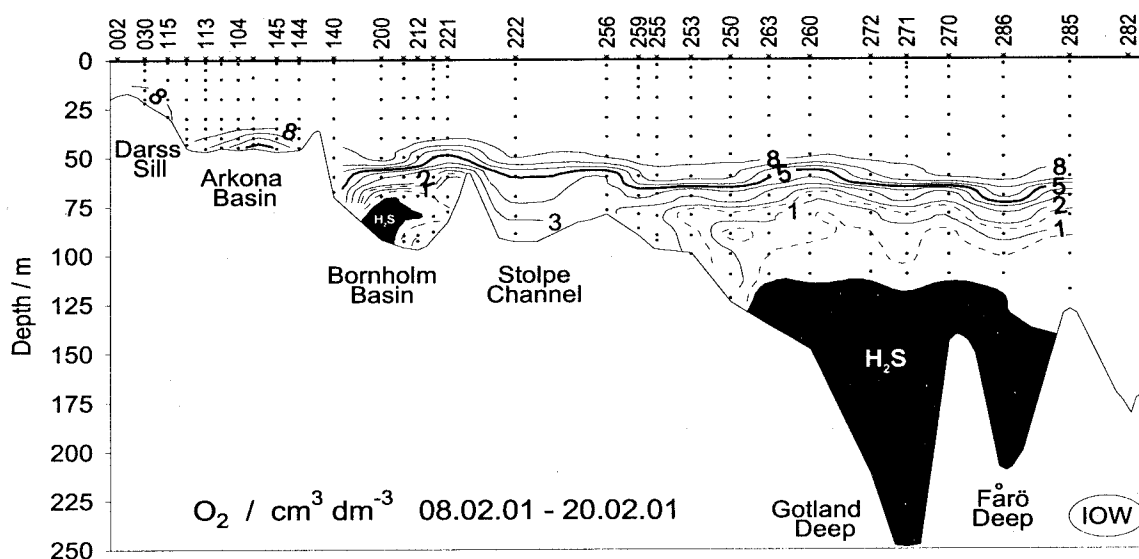 002 030 115 113 104 145 144 140 200 212 221 222 256 259 255 253 250 263 260 272 271 270 286 285 282
0
25
50
75
100
125
150
175
200
225
250
Depth / m
8
8
Darss
Sill
Arkona
Basin
2
1
H₂S
Bornholm
Basin
3
Stolpe
Channel
8
5
1
8
5
2
1
H₂S
Gotland
Deep
Fårö
Deep
O₂ / cm³ dm⁻³ 08.02.01 - 20.02.01
IOW